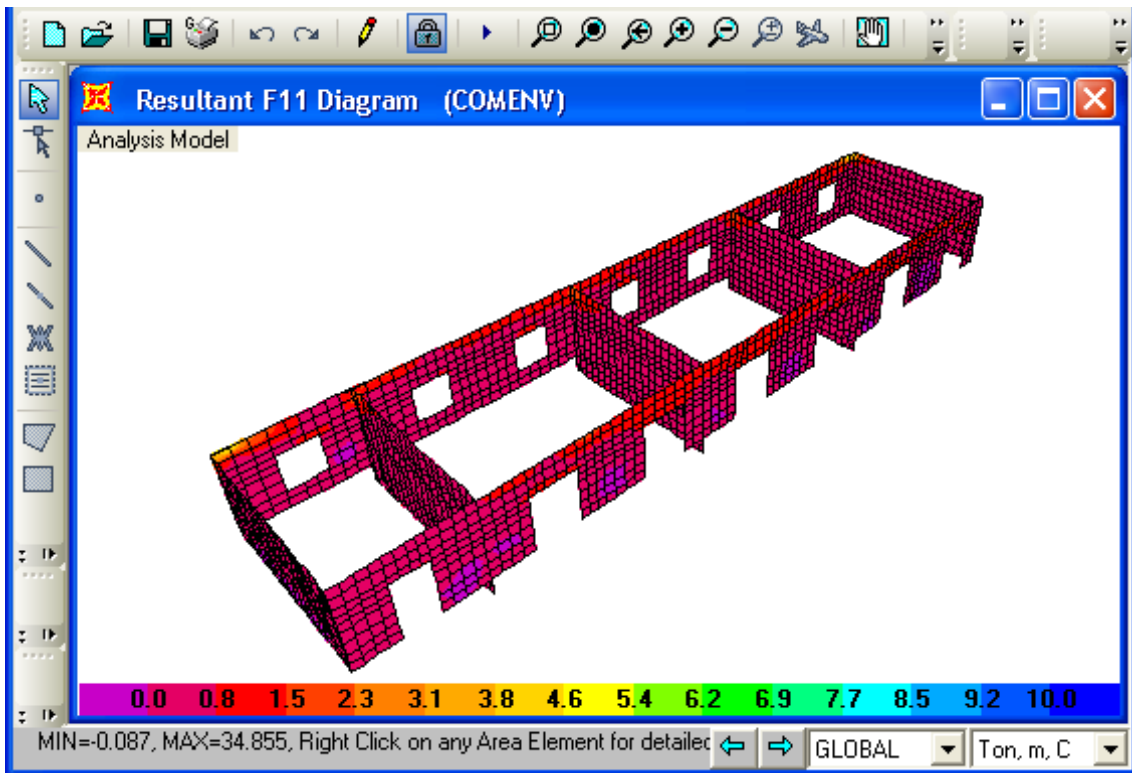 Resultant F11 Diagram (COMENV)
Analysis Model
0.0 0.8 1.5 2.3 3.1 3.8 4.6 5.4 6.2 6.9 7.7 8.5 9.2 10.0
MIN=-0.087, MAX=34.855, Right Click on any Area Element for detailed GLOBAL Ton, m, C